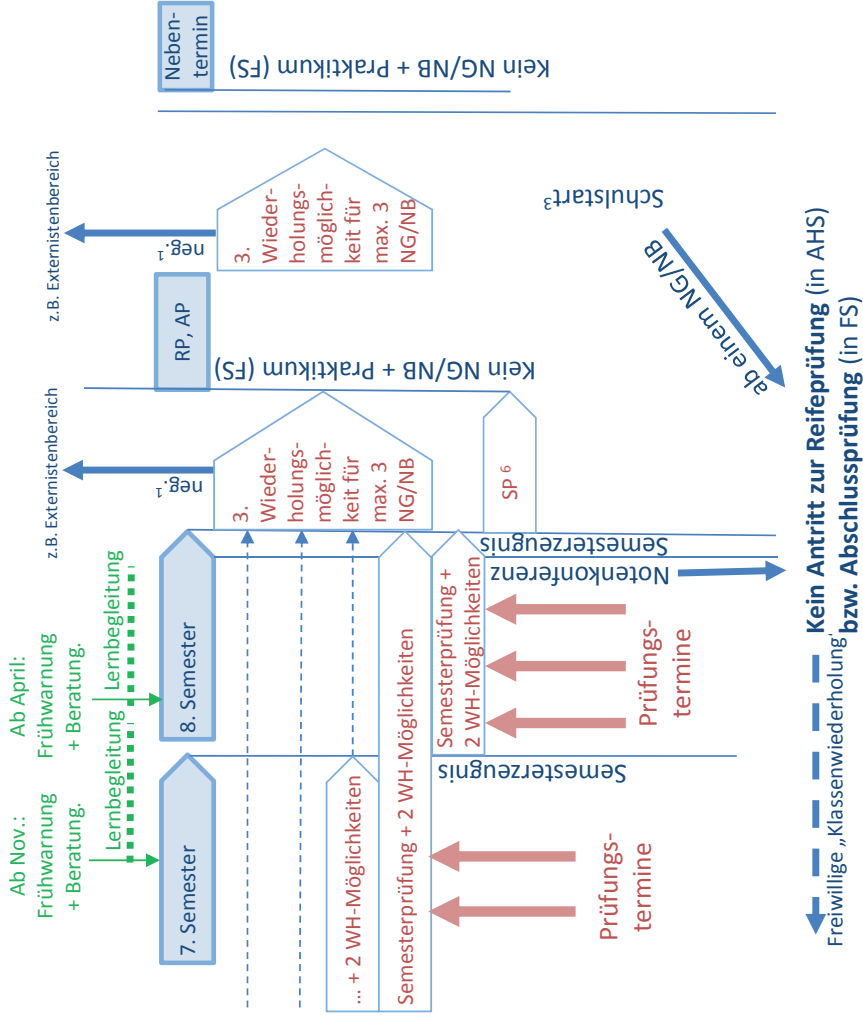 Ab Nov.:
Frühwarnung
+ Beratung.
Ab April:
Frühwarnung
+ Beratung.
Lernbegleitung
Lernbegleitung
z.B. Externistenbereich
z.B. Externistenbereich
7. Semester
8. Semester
neg.¹
RP, AP
neg.¹
Neben-
termin
3.
Wieder-
holungs-
möglich-
keit für
max. 3
NG/NB
Kein NG/NB + Praktikum (FS)
3.
Wieder-
holungs-
möglich-
keit für
max. 3
NG/NB
Kein NG/NB + Praktikum (FS)
... + 2 WH-Möglichkeiten
Semesterprüfung + 2 WH-Möglichkeiten
Semesterprüfung +
2 WH-Möglichkeiten
Semesterzeugnis
Notenkonferenz
Semesterzeugnis
SP ⁶
Schulstart³
Prüfungs-
termine
Prüfungs-
termine
ab einem NG/NB
Freiwillige „Klassenwiederholung‘
Kein Antritt zur Reifeprüfung (in AHS)
bzw. Abschlussprüfung (in FS)